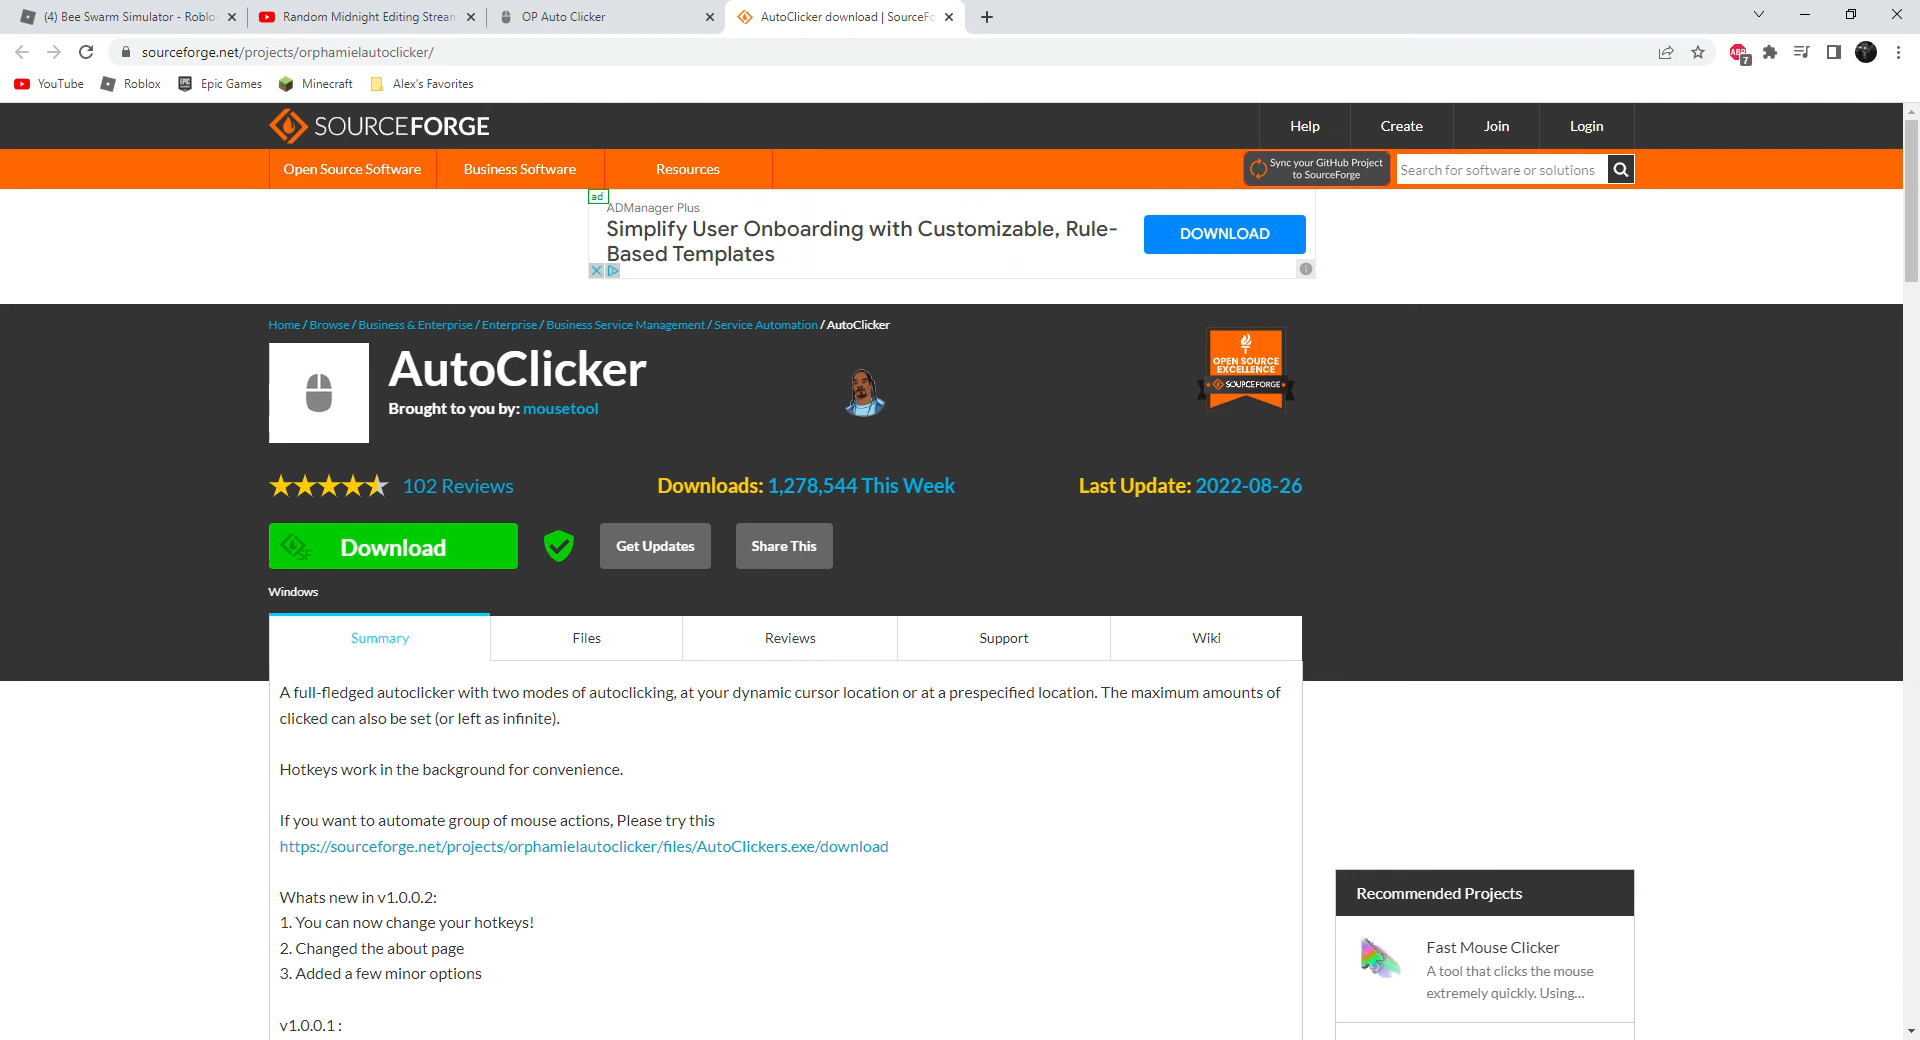 (4) Bee Swarm Simulator - Roblo
Random Midnight Editing Stream
OP Auto Clicker
AutoClicker download | SourceFo
sourceforge.net/projects/orphamielautoclicker/
ABP
7
YouTube
Roblox
EPIC
Epic Games
Minecraft
Alex's Favorites
SOURCEFORGE
Help
Create
Join
Login
Open Source Software
Business Software
Resources
Sync your GitHub Project
to SourceForge
Search for software or solutions
ad
ADManager Plus
Simplify User Onboarding with Customizable, Rule-
Based Templates
DOWNLOAD
Home / Browse / Business & Enterprise / Enterprise / Business Service Management / Service Automation / AutoClicker
AutoClicker
Brought to you by: mousetool
OPEN SOURCE
EXCELLENCE
SOURCEFORGE
102 Reviews
Downloads: 1,278,544 This Week
Last Update: 2022-08-26
SF
Download
Get Updates
Share This
Windows
Summary
Files
Reviews
Support
Wiki
A full-fledged autoclicker with two modes of autoclicking, at your dynamic cursor location or at a prespecified location. The maximum amounts of
clicked can also be set (or left as infinite).
Hotkeys work in the background for convenience.
If you want to automate group of mouse actions, Please try this
https://sourceforge.net/projects/orphamielautoclicker/files/AutoClickers.exe/download
Whats new in v1.0.0.2:
1. You can now change your hotkeys!
2. Changed the about page
3. Added a few minor options
v1.0.0.1 :
Recommended Projects
Fast Mouse Clicker
A tool that clicks the mouse
extremely quickly. Using...